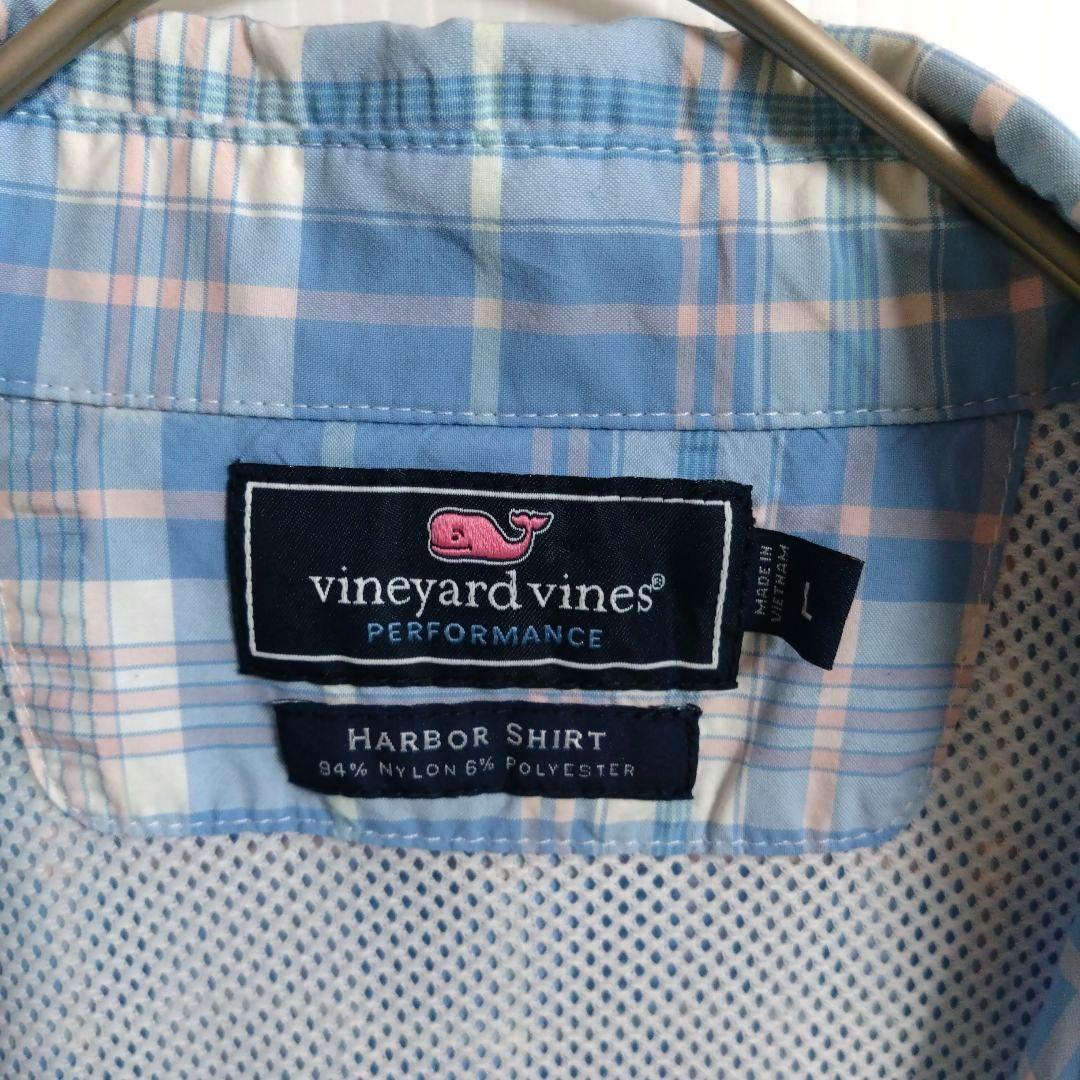 vineyard vines®
PERFORMANCE
MADE IN
VIETNAM
L
HARBOR SHIRT
94% NYLON 6% POLYESTER